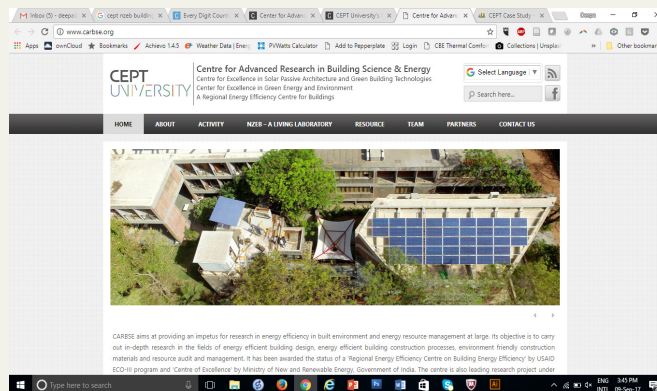 Inbox (5) - deepac
cept nzeb buildin
Every Digit Counts
Center for Advanc
CEPT University's
Centre for Advanc
CEPT Case Study -
www.carbse.org
Apps
ownCloud
Bookmarks
Achievo 1.4.5
Weather Data | Energ
PVWatts Calculator
Add to Pepperplate
Login
CBE Thermal Comfor
Collections | Unsplas
Other bookmar
CEPT
UNIVERSITY
Centre for Advanced Research in Building Science & Energy
Centre for Excellence in Solar Passive Architecture and Green Building Technologies
Center for Excellence in Green Energy and Environment
A Regional Energy Efficiency Centre for Buildings
Select Language
Search here...
HOME ABOUT ACTIVITY NZEB – A LIVING LABORATORY RESOURCE TEAM PARTNERS CONTACT US
CARBSE aims at providing an impetus for research in energy efficiency in built environment and energy resource management at large. Its objective is to carry
out in-depth research in the fields of energy efficient building design, energy efficient building construction processes, environment friendly construction
materials and resource audit and management. It has been awarded the status of a 'Regional Energy Efficiency Centre on Building Energy Efficiency' by USAID
ECO-III program and 'Centre of Excellence' by Ministry of New and Renewable Energy, Government of India. The centre is also leading research project under
Type here to search
ENG
INTL
3:45 PM
09-Sep-17